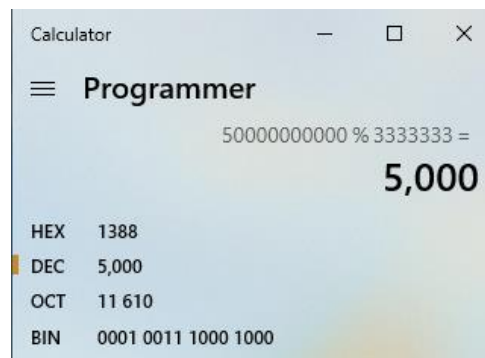 Calculator
Programmer
50000000000 % 3333333 =
5,000
HEX 1388
DEC 5,000
OCT 11 610
BIN 0001 0011 1000 1000